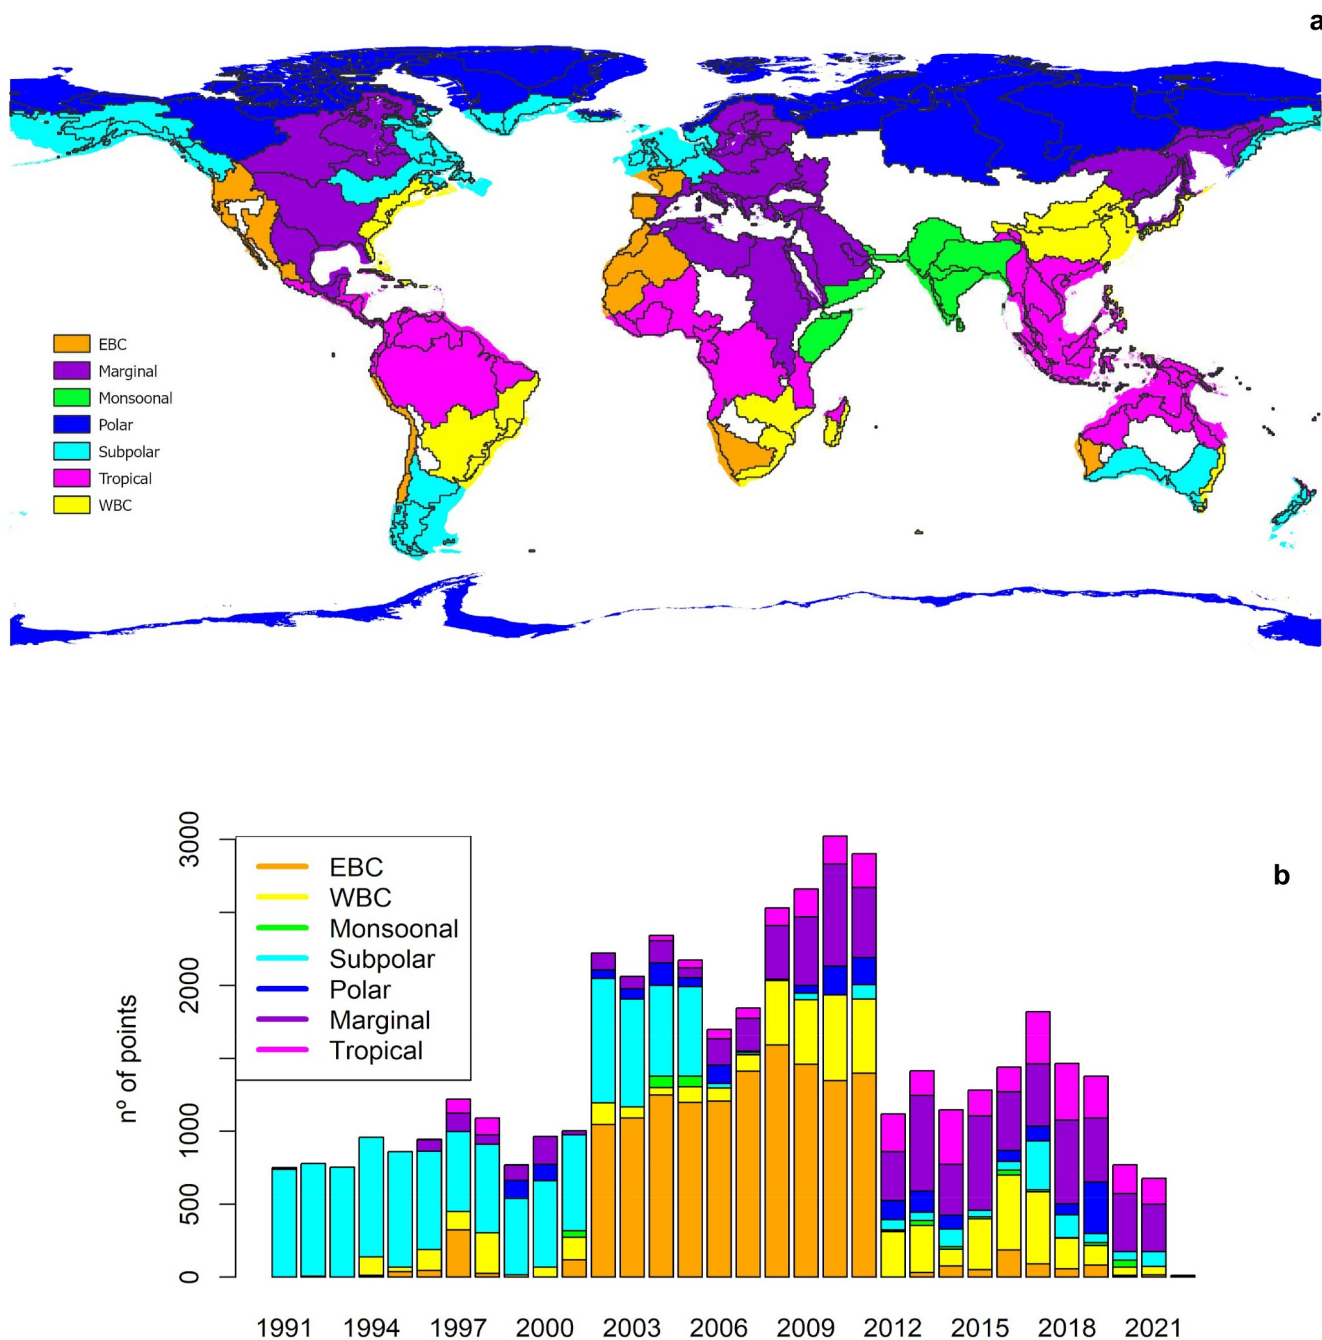 a
EBC
Marginal
Monsoonal
Polar
Subpolar
Tropical
WBC
b
nº of points
3000
2000
1000
500
0
EBC
WBC
Monsoonal
Subpolar
Polar
Marginal
Tropical
1991 1994 1997 2000 2003 2006 2009 2012 2015 2018 2021